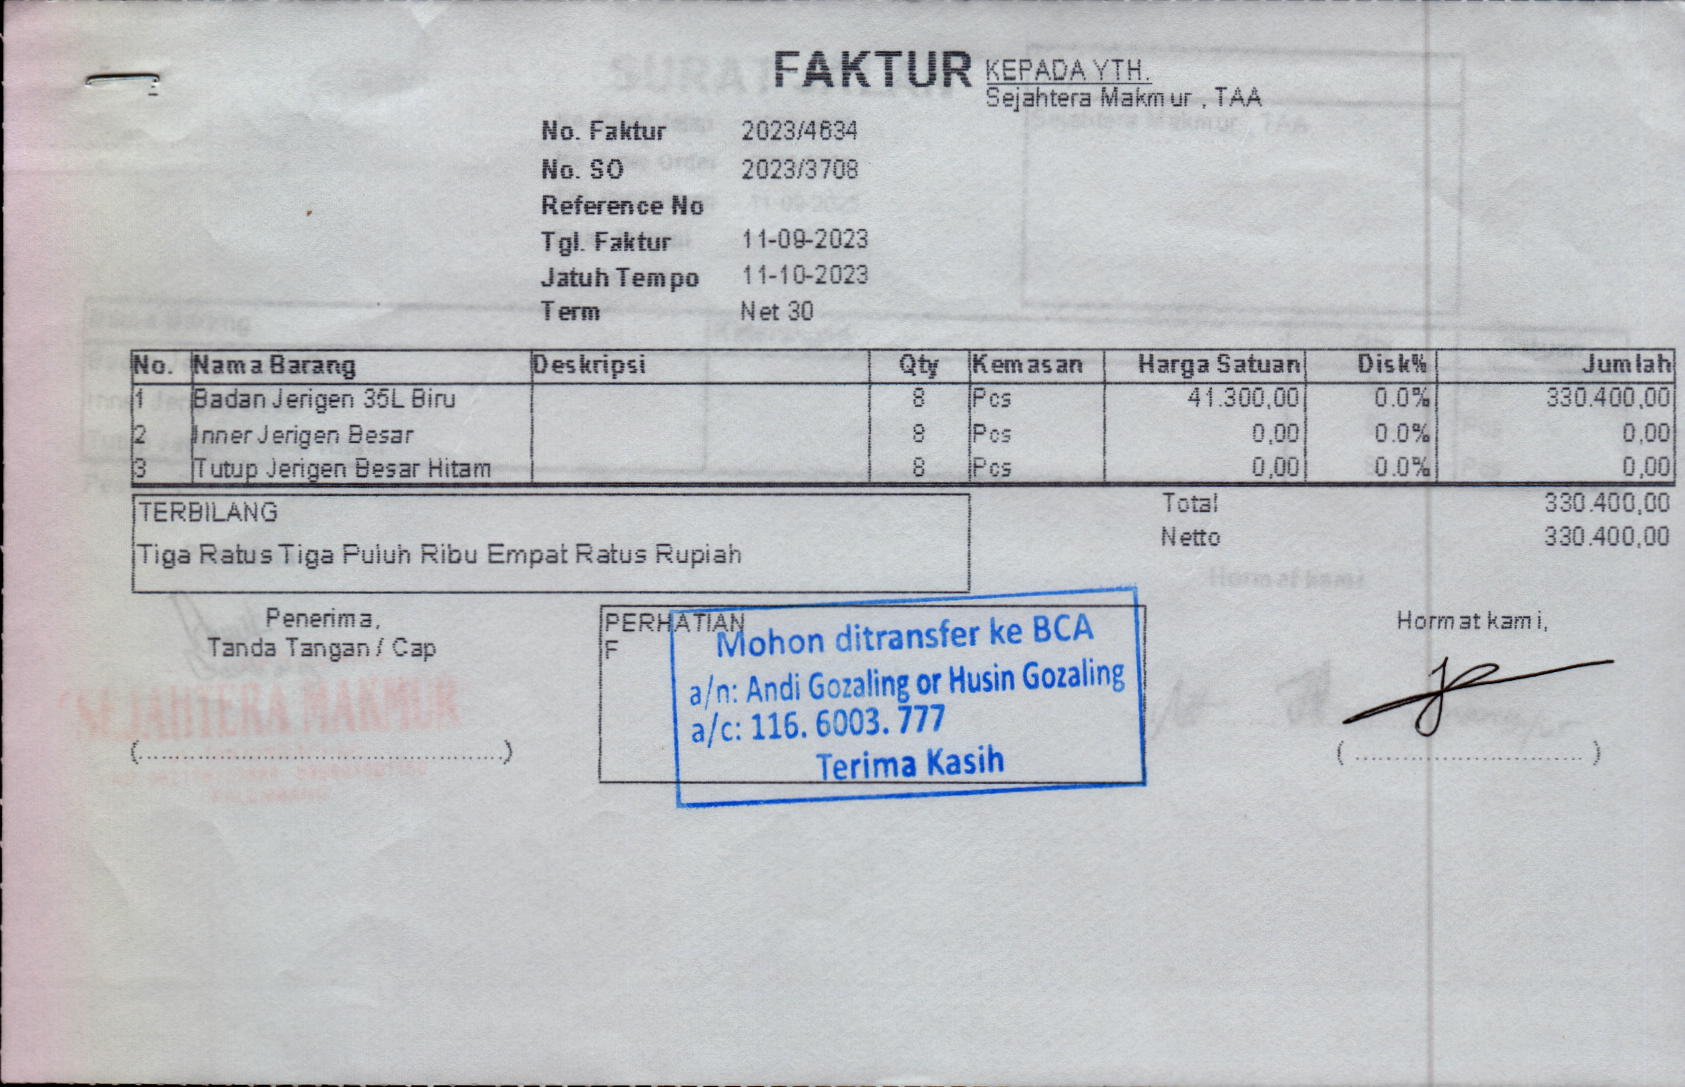 FAKTUR
KEPADA YTH.
Sejahtera Makmur , TAA
No. Faktur 2023/4634
No. SO 2023/3708
Reference No
Tgl. Faktur 11-09-2023
Jatuh Tempo 11-10-2023
Term Net 30
No. Nama Barang Deskripsi Qty Kemasan Harga Satuan Disk% Jumlah
1 Badan Jerigen 35L Biru 8 Pcs 41.300,00 0.0% 330.400,00
2 Inner Jerigen Besar 8 Pcs 0,00 0.0% 0,00
3 Tutup Jerigen Besar Hitam 8 Pcs 0,00 0.0% 0,00
Total 330.400,00
Netto 330.400,00
TERBILANG
Tiga Ratus Tiga Puluh Ribu Empat Ratus Rupiah
Penerima,
Tanda Tangan / Cap
(....................................................)
PERHATIAN
F
Mohon ditransfer ke BCA
a/n: Andi Gozaling or Husin Gozaling
a/c: 116. 6003. 777
Terima Kasih
Hormat kami,
( ................................ )
SEJAHTERA MAKMUR